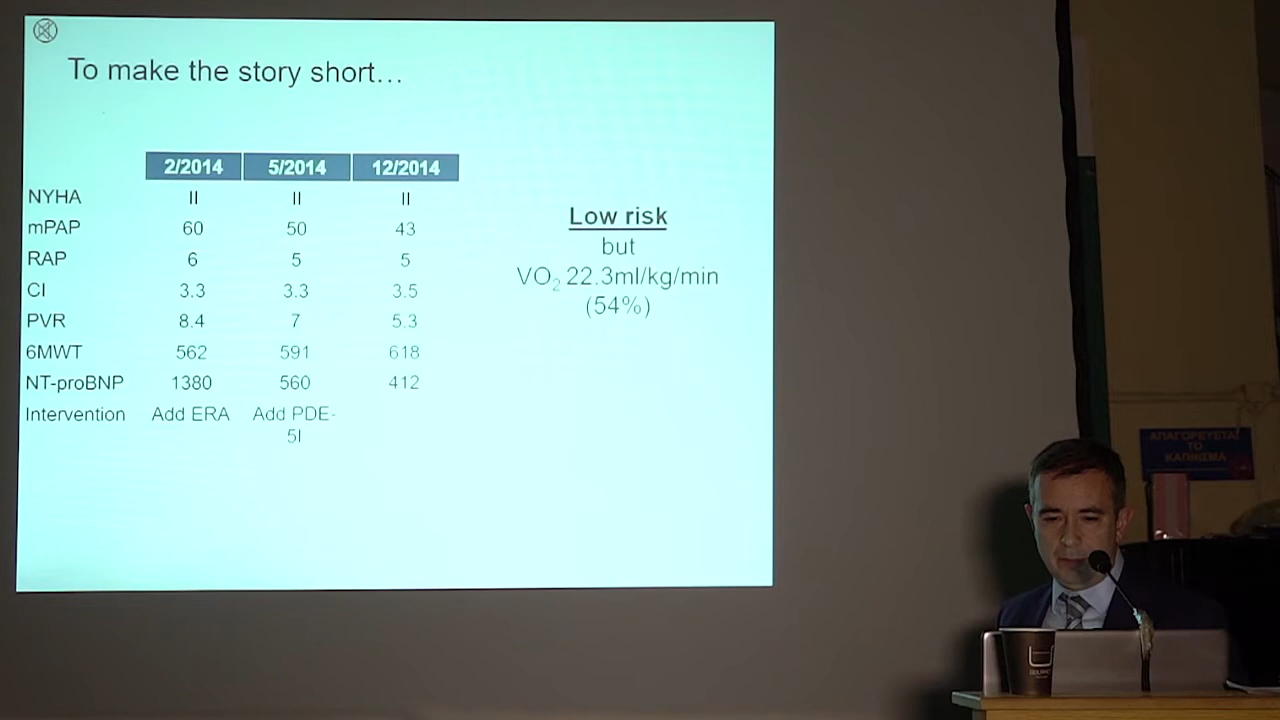 To make the story short...
2/2014 5/2014 12/2014
NYHA II II II
mPAP 60 50 43
RAP 6 5 5
CI 3.3 3.3 3.5
PVR 8.4 7 5.3
6MWT 562 591 618
NT-proBNP 1380 560 412
Intervention Add ERA Add PDE-
5I
Low risk
but
VO₂ 22.3ml/kg/min
(54%)
ΑΠΑΓΟΡΕΥΕΤΑΙ
ΤΟ
ΚΑΠΝΙΣΜΑ